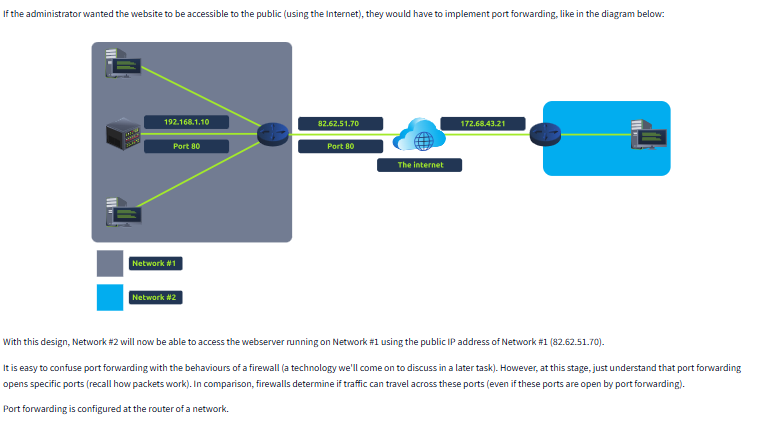 If the administrator wanted the website to be accessible to the public (using the Internet), they would have to implement port forwarding, like in the diagram below:
192.168.1.10
82.62.51.70
172.68.43.21
Port 80
Port 80
The internet
Network #1
Network #2
With this design, Network #2 will now be able to access the webserver running on Network #1 using the public IP address of Network #1 (82.62.51.70).
It is easy to confuse port forwarding with the behaviours of a firewall (a technology we'll come on to discuss in a later task). However, at this stage, just understand that port forwarding
opens specific ports (recall how packets work). In comparison, firewalls determine if traffic can travel across these ports (even if these ports are open by port forwarding).
Port forwarding is configured at the router of a network.